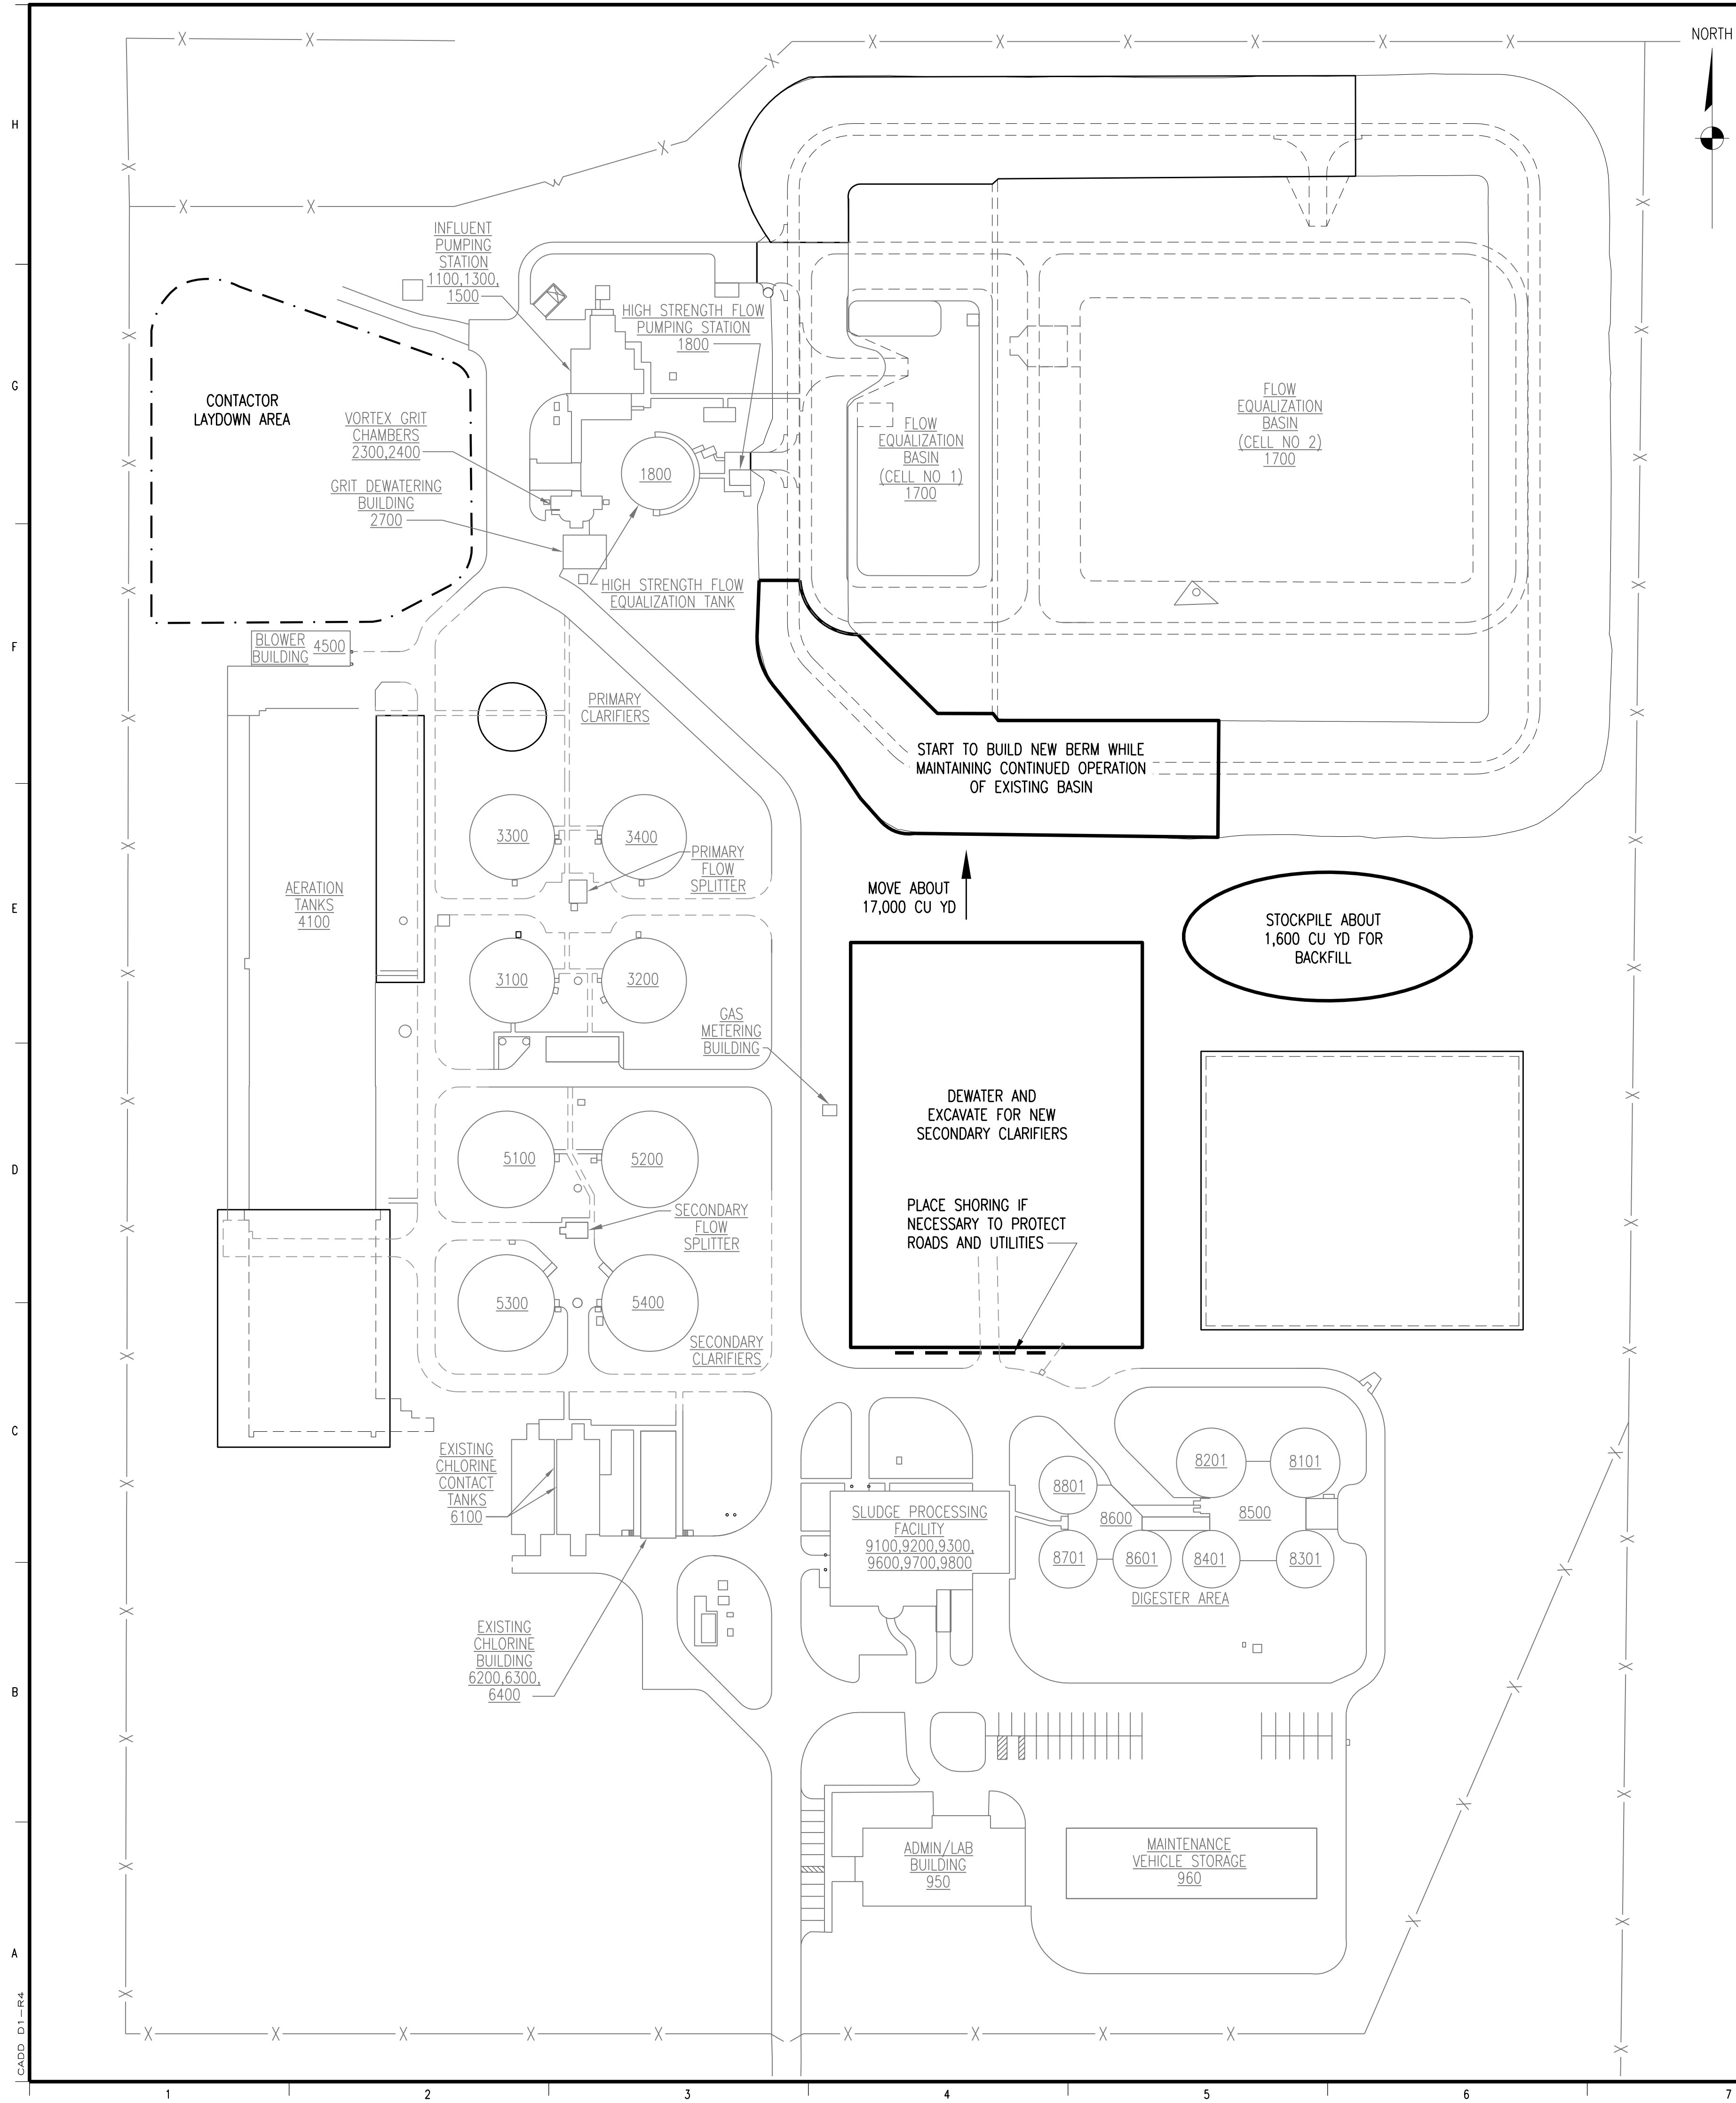 NORTH
H
INFLUENT
PUMPING
STATION
1100,1300,
1500
HIGH STRENGTH FLOW
PUMPING STATION
1800
G
CONTACTOR
LAYDOWN AREA
VORTEX GRIT
CHAMBERS
2300,2400
GRIT DEWATERING
BUILDING
2700
1800
FLOW
EQUALIZATION
BASIN
(CELL NO 1)
1700
FLOW
EQUALIZATION
BASIN
(CELL NO 2)
1700
HIGH STRENGTH FLOW
EQUALIZATION TANK
F
BLOWER
BUILDING
4500
PRIMARY
CLARIFIERS
START TO BUILD NEW BERM WHILE
MAINTAINING CONTINUED OPERATION
OF EXISTING BASIN
3300
3400
PRIMARY
FLOW
SPLITTER
E
AERATION
TANKS
4100
MOVE ABOUT
17,000 CU YD
STOCKPILE ABOUT
1,600 CU YD FOR
BACKFILL
3100
3200
GAS
METERING
BUILDING
DEWATER AND
EXCAVATE FOR NEW
SECONDARY CLARIFIERS
D
5100
5200
SECONDARY
FLOW
SPLITTER
PLACE SHORING IF
NECESSARY TO PROTECT
ROADS AND UTILITIES
5300
5400
SECONDARY
CLARIFIERS
C
EXISTING
CHLORINE
CONTACT
TANKS
6100
8201
8101
8801
8600
8500
SLUDGE PROCESSING
FACILITY
9100,9200,9300,
9600,9700,9800
8701
8601
8401
8301
DIGESTER AREA
EXISTING
CHLORINE
BUILDING
6200,6300,
6400
B
ADMIN/LAB
BUILDING
950
MAINTENANCE
VEHICLE STORAGE
960
A
CADD D1-R4
1
2
3
4
5
6
7